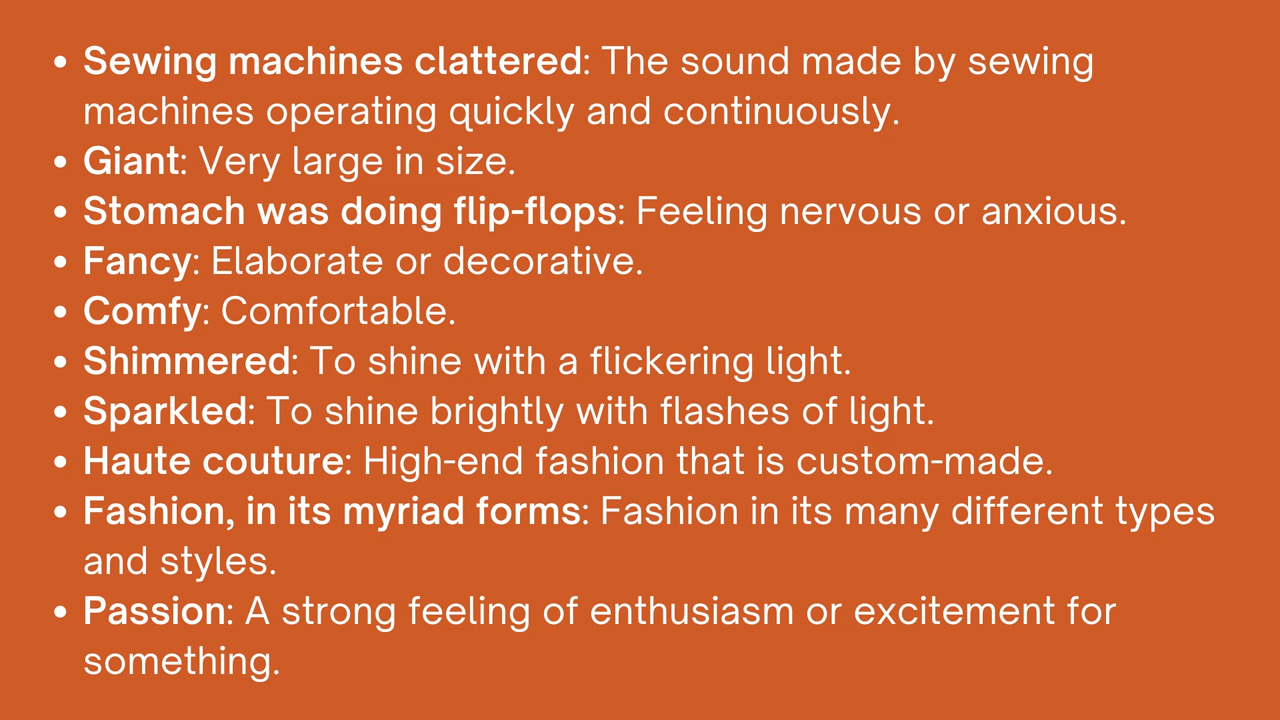 • Sewing machines clattered: The sound made by sewing
machines operating quickly and continuously.
• Giant: Very large in size.
• Stomach was doing flip-flops: Feeling nervous or anxious.
• Fancy: Elaborate or decorative.
• Comfy: Comfortable.
• Shimmered: To shine with a flickering light.
• Sparkled: To shine brightly with flashes of light.
• Haute couture: High-end fashion that is custom-made.
• Fashion, in its myriad forms: Fashion in its many different types
and styles.
• Passion: A strong feeling of enthusiasm or excitement for
something.